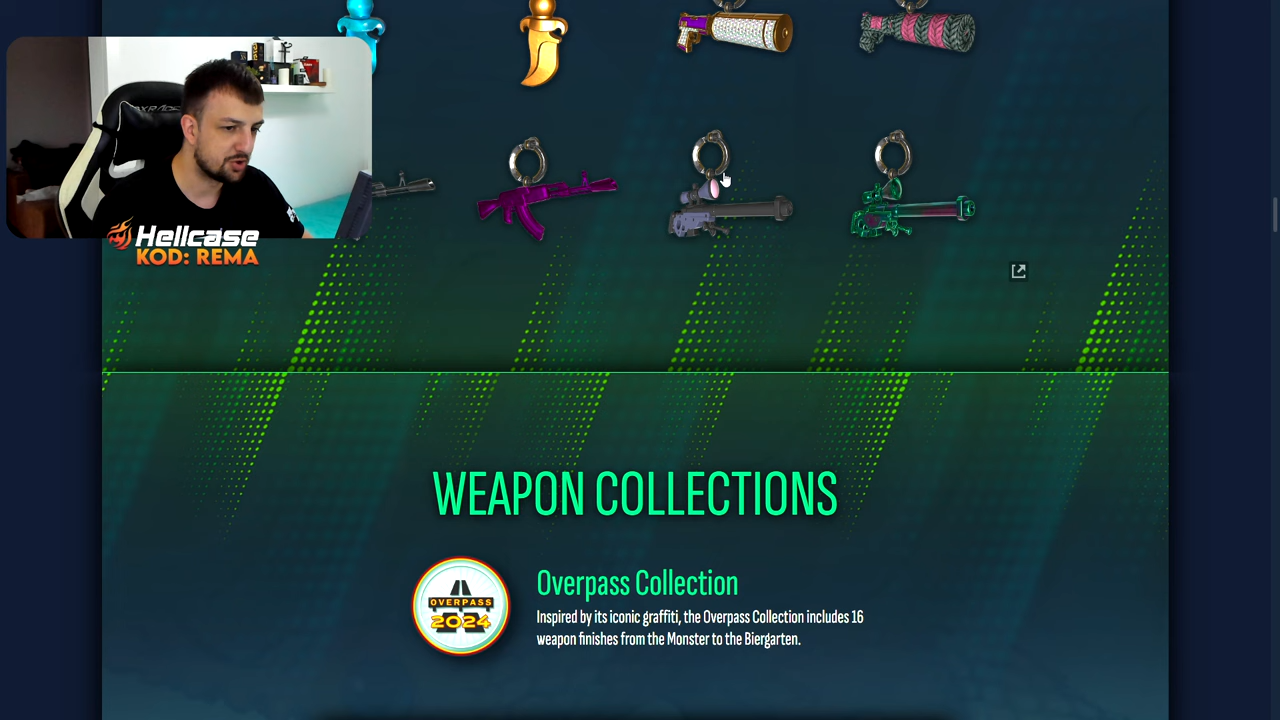 Hellcase
KOD: REMA
WEAPON COLLECTIONS
OVERPASS
2024
Overpass Collection
Inspired by its iconic graffiti, the Overpass Collection includes 16
weapon finishes from the Monster to the Biergarten.